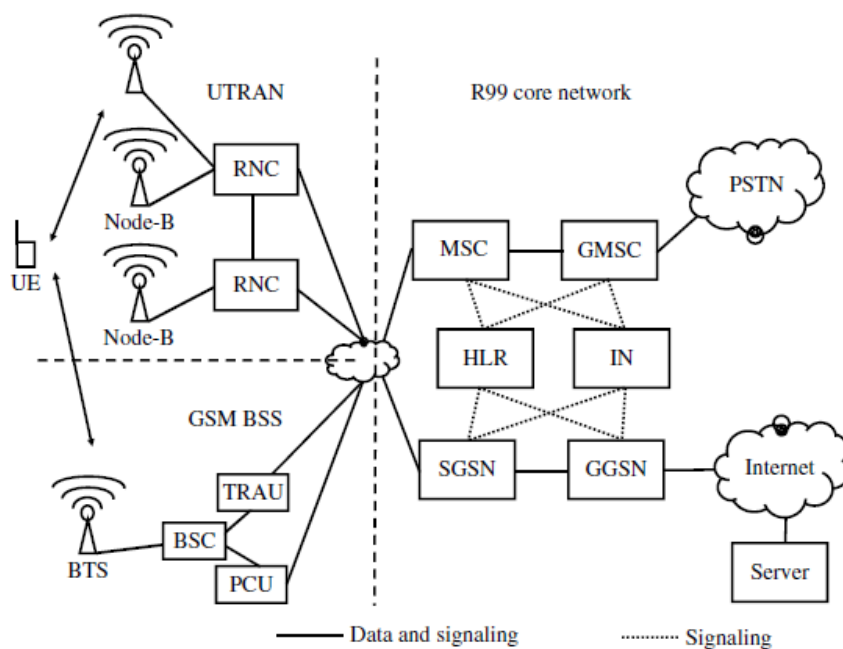 UTRAN
R99 core network
RNC
PSTN
Node-B
MSC
GMSC
UE
RNC
Node-B
HLR
IN
GSM BSS
SGSN
GGSN
Internet
TRAU
BSC
BTS
PCU
Server
Data and signaling
Signaling